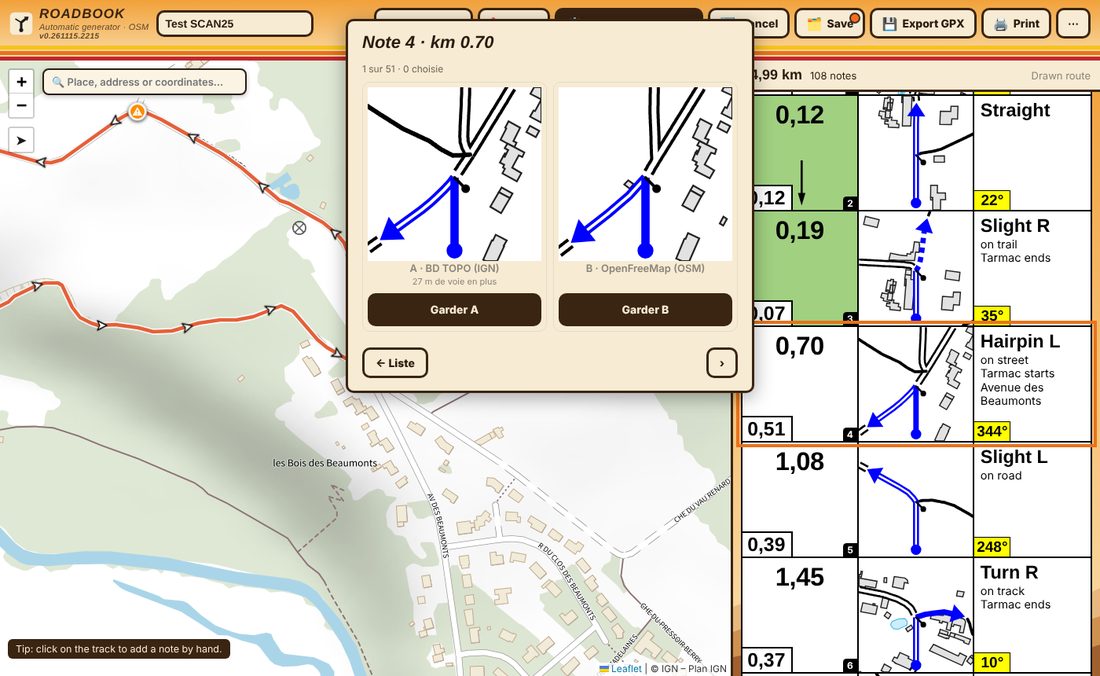 ROADBOOK
Automatic generator · OSM
v0.261115.2215
Test SCAN25
Save
Export GPX
Print
···
+
−
🔍 Place, address or coordinates...
Note 4 · km 0.70
1 sur 51 · 0 choisie
A · BD TOPO (IGN)
27 m de voie en plus
Garder A
B · OpenFreeMap (OSM)
Garder B
← Liste
›
4,99 km 108 notes
Drawn route
0,12
0,12
2
Straight
22°
0,19
0,07
3
Slight R
on trail
Tarmac ends
35°
0,70
0,51
4
Hairpin L
on street
Tarmac starts
Avenue des
Beaumonts
344°
1,08
0,39
5
Slight L
on road
248°
1,45
0,37
6
Turn R
on track
Tarmac ends
10°
les Bois des Beaumonts
AV DES BEAUMONTS
R DU CLOS DES BEAUMONTS
CHE DU VAU RENARD
CHE-DU-PRESSOIR-BERRY
Tip: click on the track to add a note by hand.
Leaflet | © IGN – Plan IGN